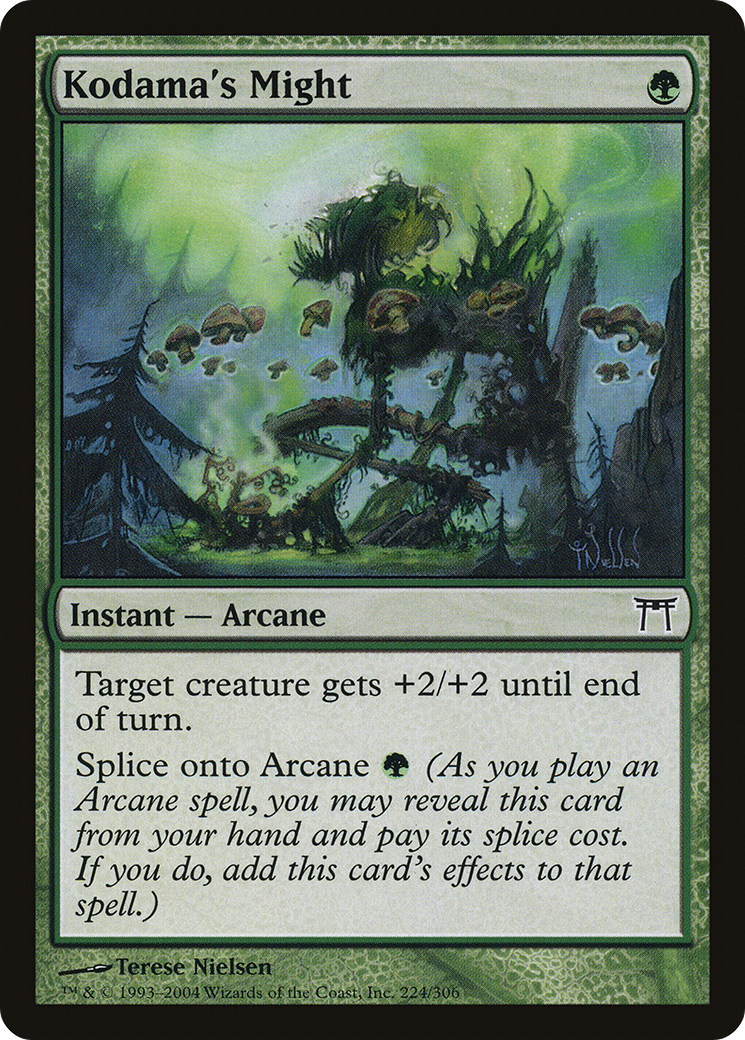 Kodama's Might
TNielsen
Instant — Arcane
Target creature gets +2/+2 until end
of turn.
Splice onto Arcane (As you play an
Arcane spell, you may reveal this card
from your hand and pay its splice cost.
If you do, add this card's effects to that
spell.)
Terese Nielsen
™ & © 1993–2004 Wizards of the Coast, Inc. 224/306